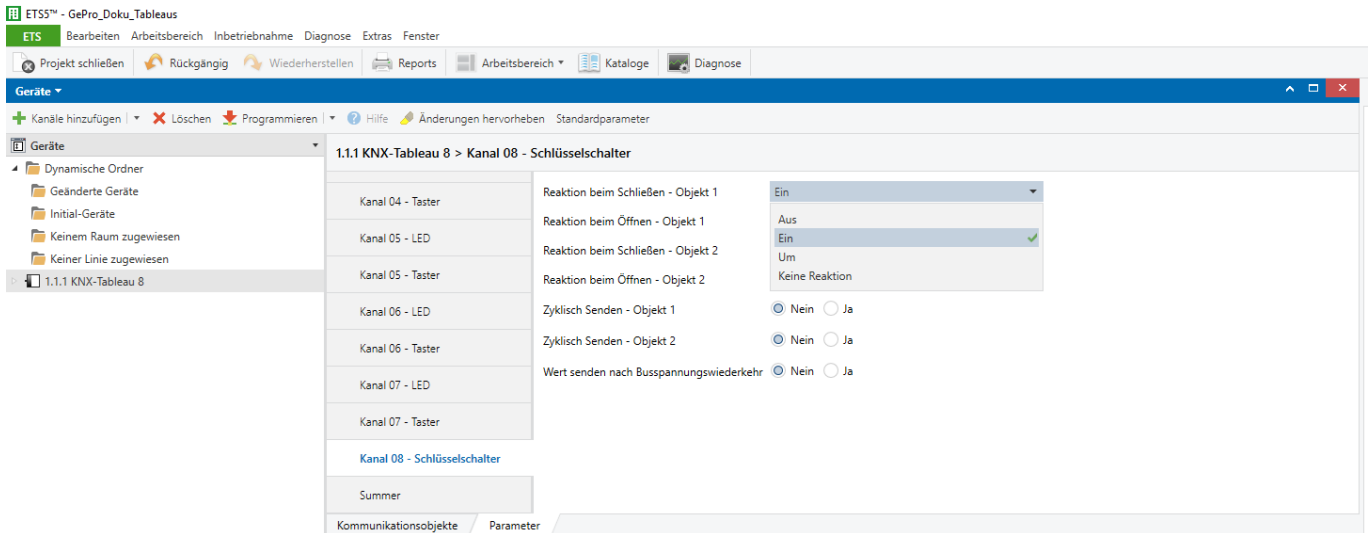 ETS5™ - GePro_Doku_Tableaus
ETS Bearbeiten Arbeitsbereich Inbetriebnahme Diagnose Extras Fenster
Projekt schließen Rückgängig Wiederherstellen Reports Arbeitsbereich Kataloge Diagnose
Geräte
Kanäle hinzufügen Löschen Programmieren Hilfe Änderungen hervorheben Standardparameter
Geräte
Dynamische Ordner
Geänderte Geräte
Initial-Geräte
Keinem Raum zugewiesen
Keiner Linie zugewiesen
1.1.1 KNX-Tableau 8
1.1.1 KNX-Tableau 8 > Kanal 08 - Schlüsselschalter
Kanal 04 - Taster
Kanal 05 - LED
Kanal 05 - Taster
Kanal 06 - LED
Kanal 06 - Taster
Kanal 07 - LED
Kanal 07 - Taster
Kanal 08 - Schlüsselschalter
Summer
Reaktion beim Schließen - Objekt 1 Ein
Reaktion beim Öffnen - Objekt 1
Reaktion beim Schließen - Objekt 2
Reaktion beim Öffnen - Objekt 2
Aus
Ein
Um
Keine Reaktion
Zyklisch Senden - Objekt 1 Nein Ja
Zyklisch Senden - Objekt 2 Nein Ja
Wert senden nach Busspannungswiederkehr Nein Ja
Kommunikationsobjekte Parameter